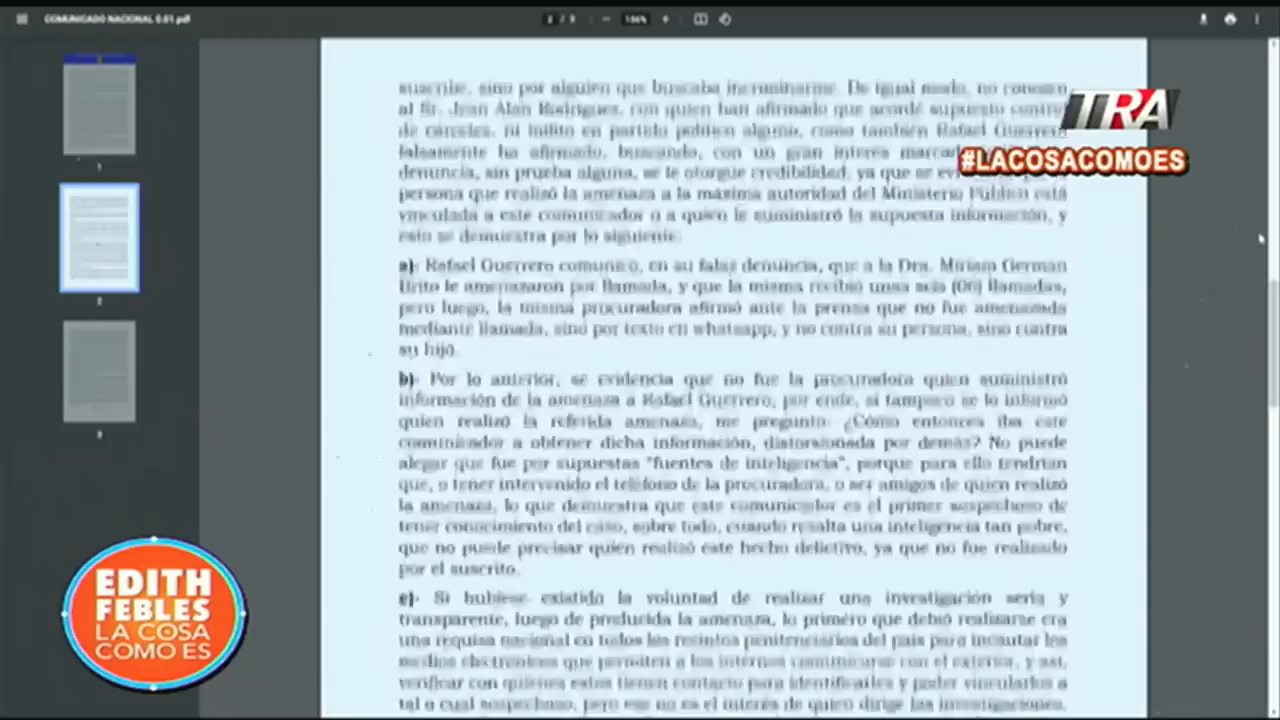 COMUNICADO NACIONAL 0.01.pdf
2 / 3
186%
suscribe, sino por alguien que buscaba incriminarme. De igual modo, no conozco
al Sr. Jean Alan Rodríguez, con quien han afirmado que acordé supuesto control
de cárceles, ni milito en partido político alguno, como también Rafael Guerrero
falsamente ha afirmado, buscando, con un gran interés marcado
denuncia, sin prueba alguna, se le otorgue credibilidad, ya que se
persona que realizó la amenaza a la máxima autoridad del Ministerio Público está
vinculada a este comunicador o a quien le suministró la supuesta información, y
esto se demuestra por lo siguiente:
a)- Rafael Guerrero comunicó, en su falaz denuncia, que a la Dra. Miriam German
Brito le amenazaron por llamada, y que la misma recibió unas seis (06) llamadas,
pero luego, la misma procuradora afirmó ante la prensa que no fue amenazada
mediante llamada, sino por texto en whatsapp, y no contra su persona, sino contra
su hijo.
b)- Por lo anterior, se evidencia que no fue la procuradora quien suministró
información de la amenaza a Rafael Guerrero, por ende, si tampoco se le informó
quien realizó la referida amenaza, me pregunto: ¿Cómo entonces iba este
comunicador a obtener dicha información, distorsionada por demás? No puede
alegar que fue por supuestas "fuentes de inteligencia", porque para ello tendrían
que, o tener intervenido el teléfono de la procuradora, o ser amigos de quien realizó
la amenaza, lo que demuestra que este comunicador es el primer sospechoso de
tener conocimiento del caso, sobre todo, cuando resalta una inteligencia tan pobre,
que no puede precisar quien realizó este hecho delictivo, ya que no fue realizado
por el suscrito.
c)- Si hubiese existido la voluntad de realizar una investigación seria y
transparente, luego de producida la amenaza, lo primero que debió realizarse era
una requisa nacional en todos los recintos penitenciarios del país para incautar los
medios electrónicos que permiten a los internos comunicarse con el exterior, y así,
verificar con quienes estos tienen contacto para identificarles y poder vincularlos a
tal o cual sospechoso, pero ese no es el interés de quien dirige las investigaciones,
TRA
#LACOSACOMOES
1
2
3
EDITH
FEBLES
LA COSA
COMO ES